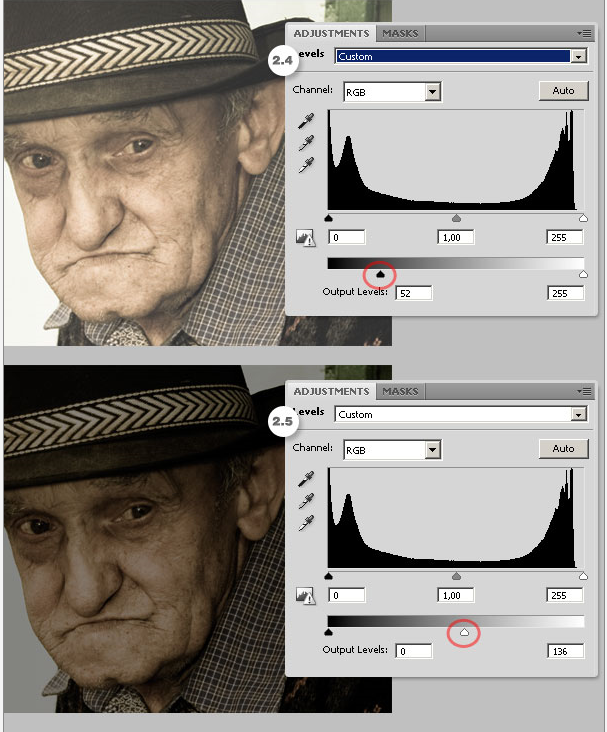 ADJUSTMENTS MASKS
2.4
Levels Custom
Channel: RGB Auto
0 1,00 255
Output Levels: 52 255
ADJUSTMENTS MASKS
2.5
Levels Custom
Channel: RGB Auto
0 1,00 255
Output Levels: 0 136